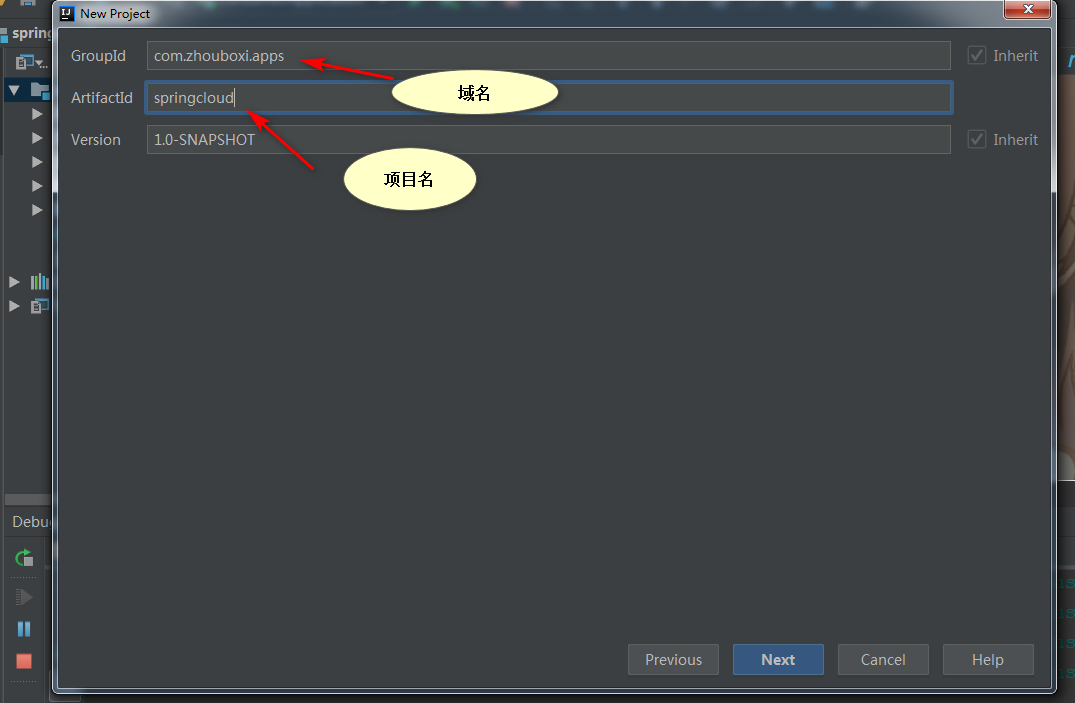 New Project
spring
GroupId com.zhouboxi.apps Inherit
域名
ArtifactId springcloud
Version 1.0-SNAPSHOT Inherit
项目名
Debu
Previous Next Cancel Help